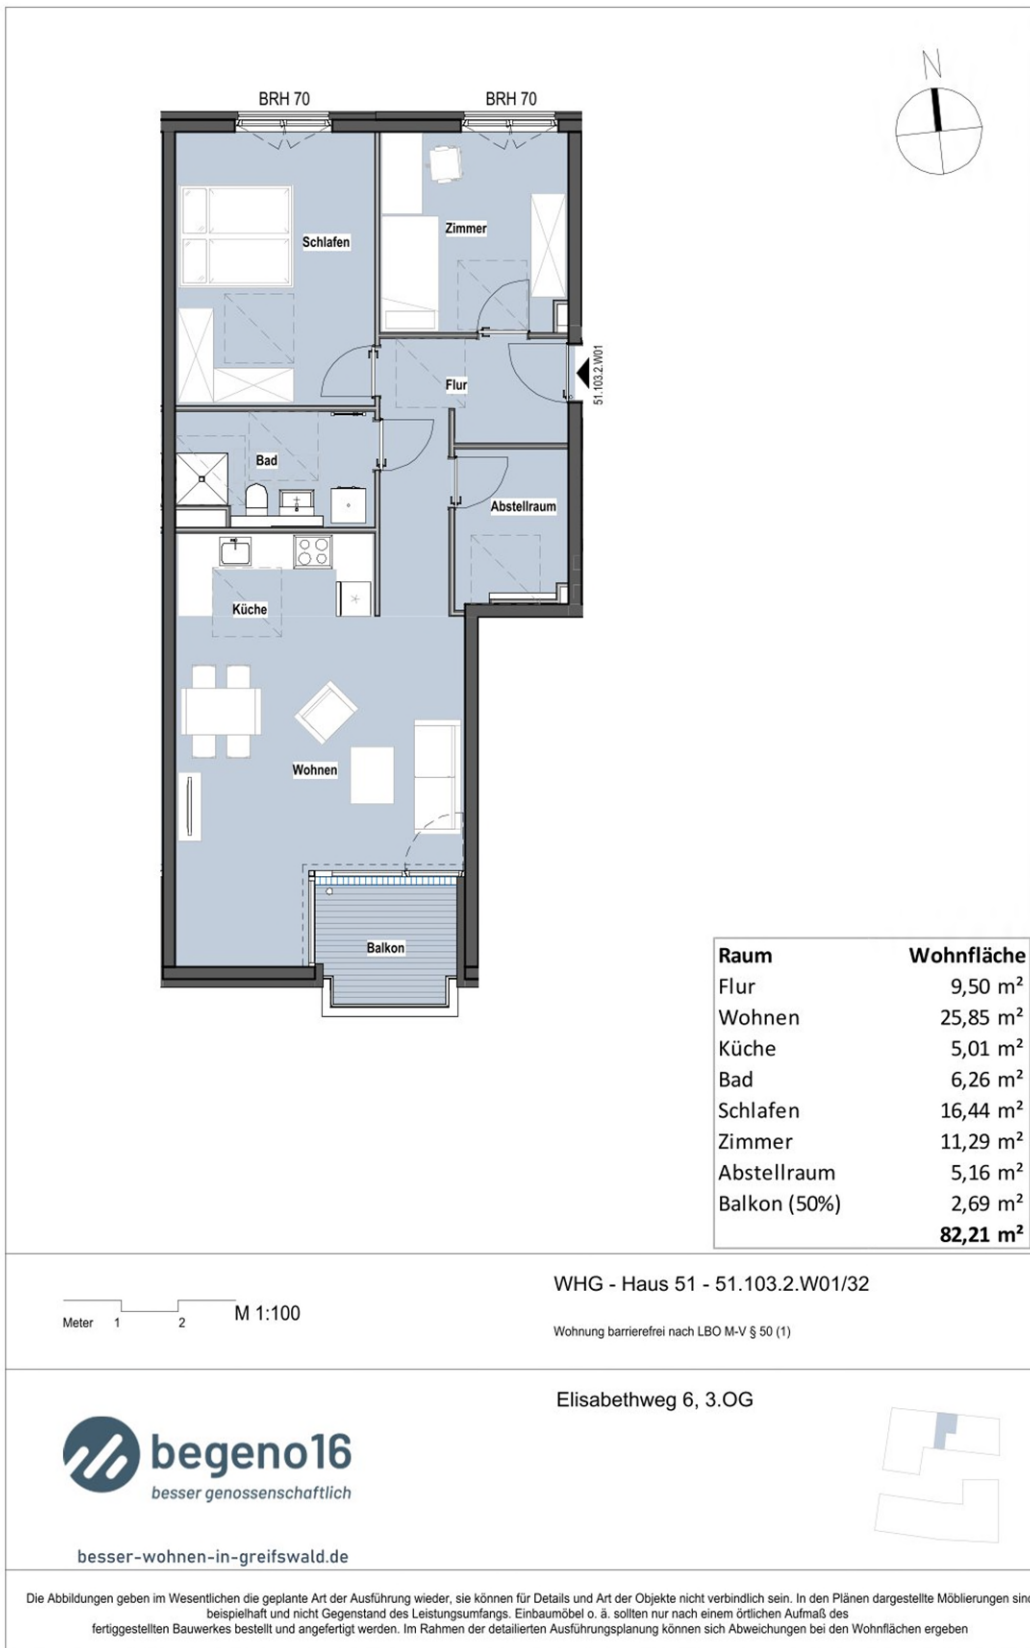 N
BRH 70 BRH 70
Zimmer
Schlafen
Flur
51.103.2.W01
Bad
Abstellraum
Küche
Wohnen
Balkon
Raum Wohnfläche
Flur 9,50 m²
Wohnen 25,85 m²
Küche 5,01 m²
Bad 6,26 m²
Schlafen 16,44 m²
Zimmer 11,29 m²
Abstellraum 5,16 m²
Balkon (50%) 2,69 m²
82,21 m²
WHG - Haus 51 - 51.103.2.W01/32
Meter 1 2 M 1:100
Wohnung barrierefrei nach LBO M-V § 50 (1)
Elisabethweg 6, 3.OG
begeno16
besser genossenschaftlich
besser-wohnen-in-greifswald.de
Die Abbildungen geben im Wesentlichen die geplante Art der Ausführung wieder, sie können für Details und Art der Objekte nicht verbindlich sein. In den Plänen dargestellte Möblierungen sind
beispielhaft und nicht Gegenstand des Leistungsumfangs. Einbaumöbel o. ä. sollten nur nach einem örtlichen Aufmaß des
fertiggestellten Bauwerkes bestellt und angefertigt werden. Im Rahmen der detailierten Ausführungsplanung können sich Abweichungen bei den Wohnflächen ergeben